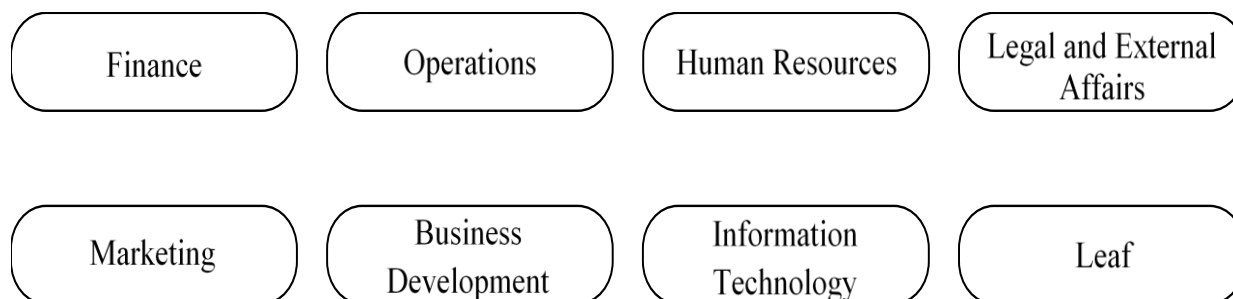 Finance
Operations
Human Resources
Legal and External
Affairs
Marketing
Business
Development
Information
Technology
Leaf